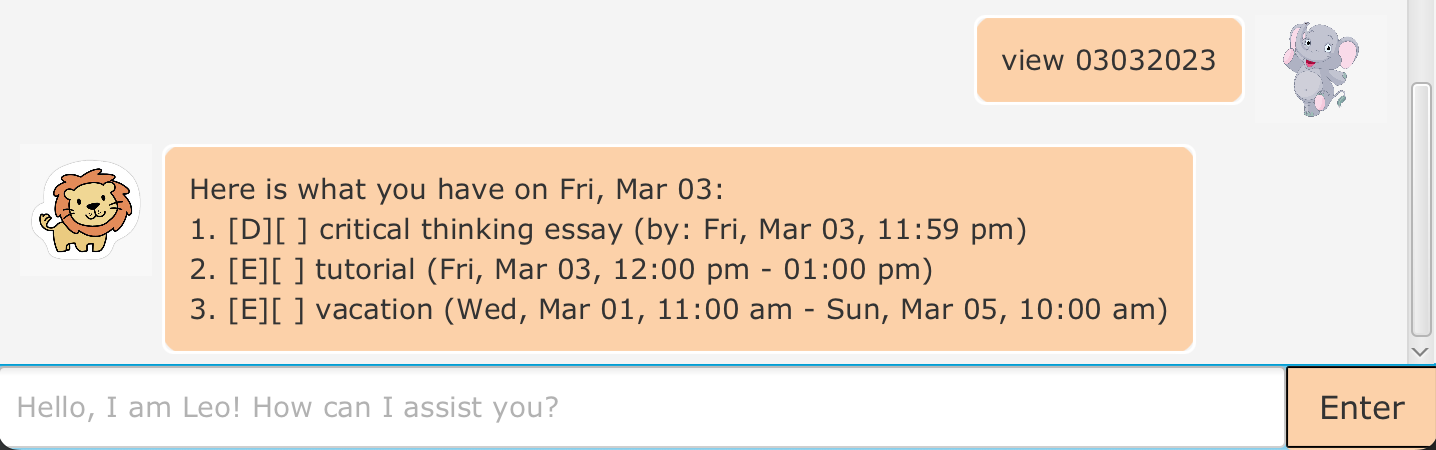 view 03032023
Here is what you have on Fri, Mar 03:
1. [D][ ] critical thinking essay (by: Fri, Mar 03, 11:59 pm)
2. [E][ ] tutorial (Fri, Mar 03, 12:00 pm - 01:00 pm)
3. [E][ ] vacation (Wed, Mar 01, 11:00 am - Sun, Mar 05, 10:00 am)
Hello, I am Leo! How can I assist you?
Enter